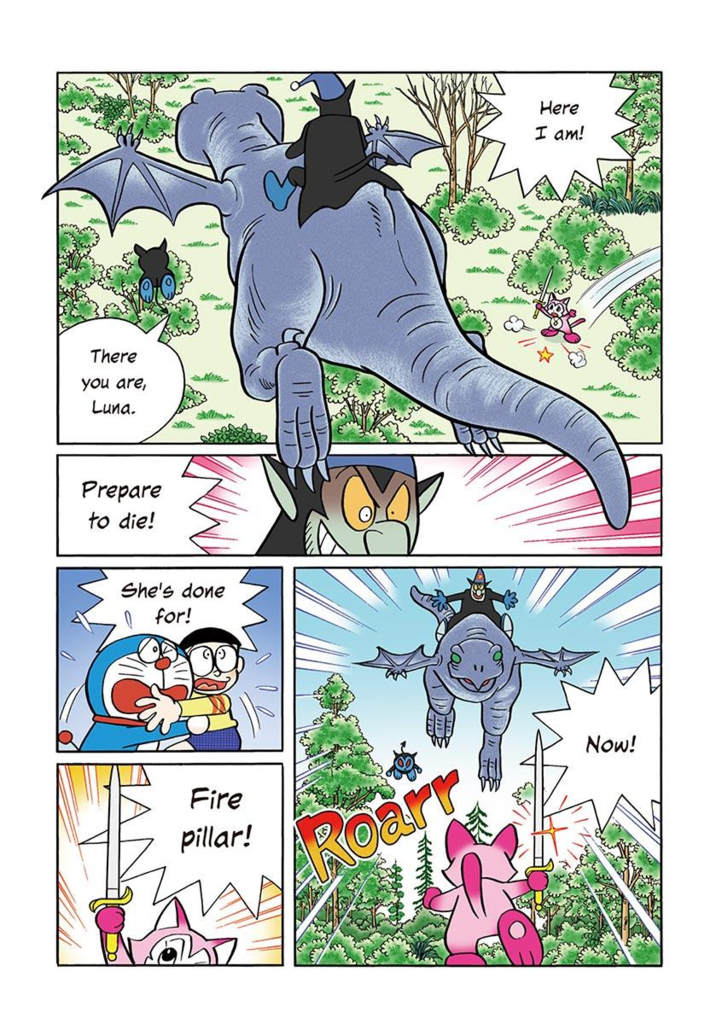 Here
I am!
There
you are,
Luna.
Prepare
to die!
She's done
for!
Now!
Roarr
Fire
pillar!